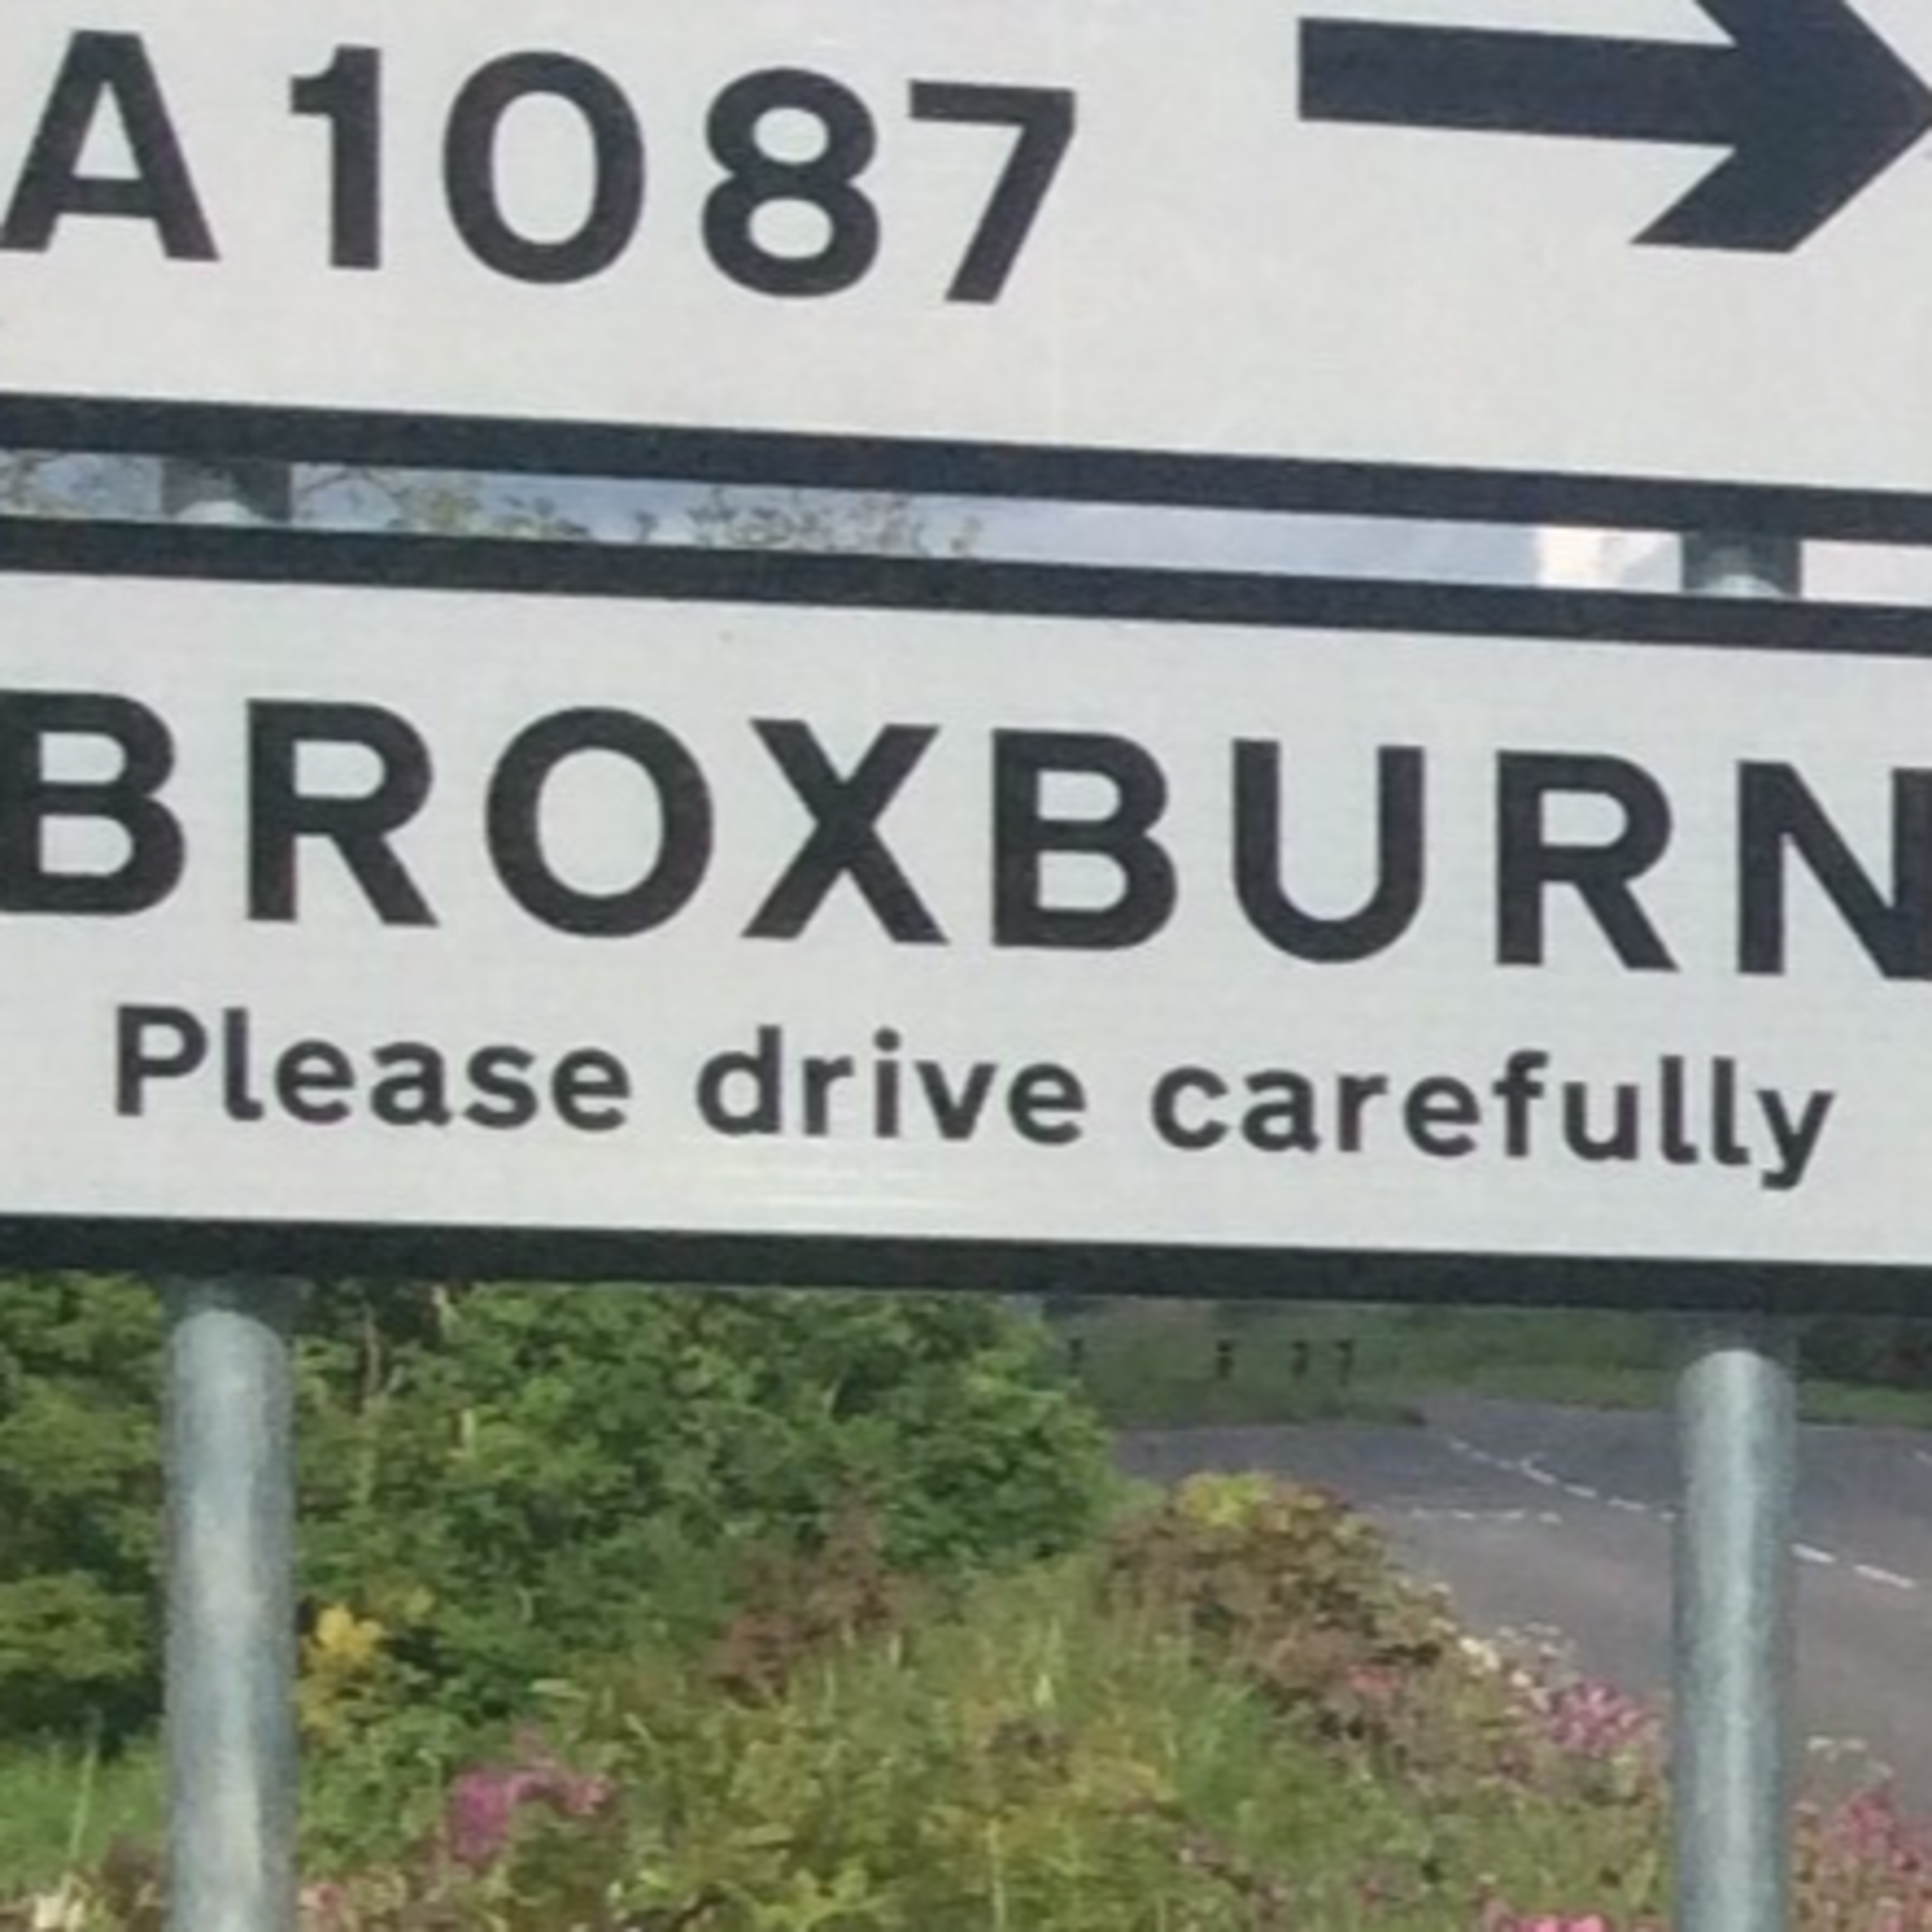 A1087
BROXBURN
Please drive carefully